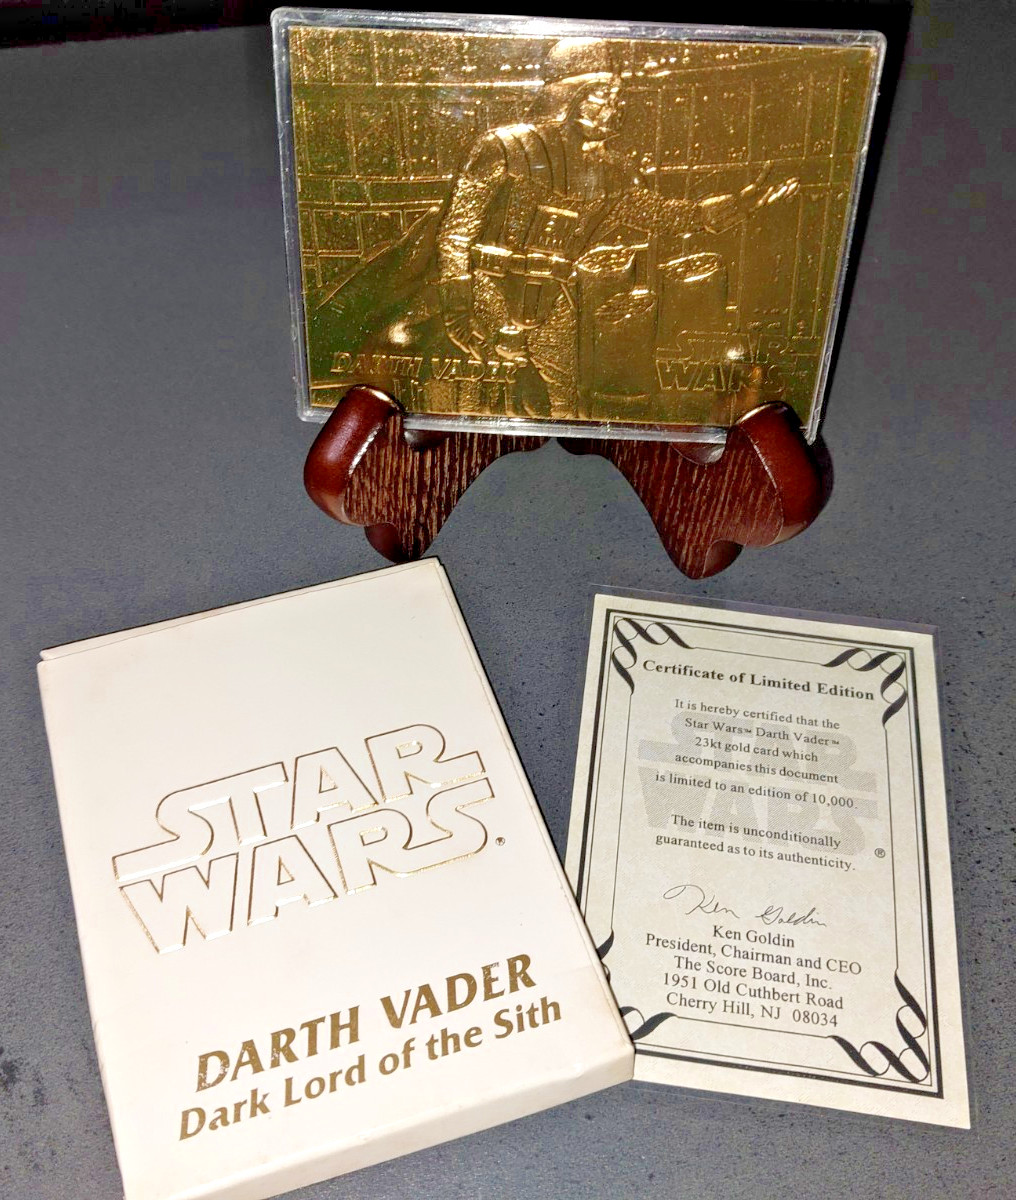 DARTH VADER
STAR
WARS
STAR
WARS®
DARTH VADER
Dark Lord of the Sith
Certificate of Limited Edition
It is hereby certified that the
Star Wars™ Darth Vader™
23kt gold card which
accompanies this document
is limited to an edition of 10,000.
The item is unconditionally
guaranteed as to its authenticity.
STAR
WARS®
Ken Goldin
Ken Goldin
President, Chairman and CEO
The Score Board, Inc.
1951 Old Cuthbert Road
Cherry Hill, NJ 08034